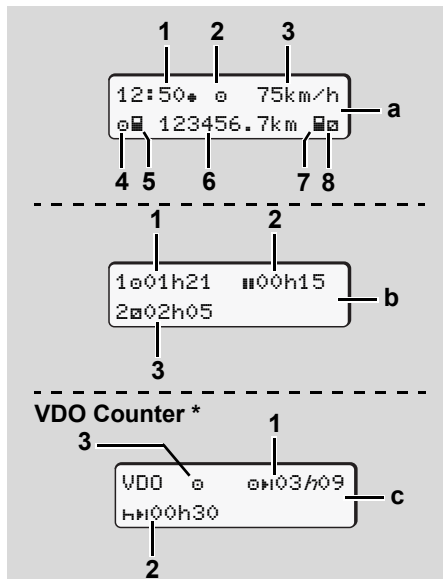 1 2 3
12:50● ⊙ 75km/h
a
⊙ 123456.7km
4 5 6 7 8
1 2
1⊙01h21 ▮▮00h15
b
2⧄02h05
3
VDO Counter *
3 1
VDO ⊙ ⊙▶|03h09
c
▶|00h30
2